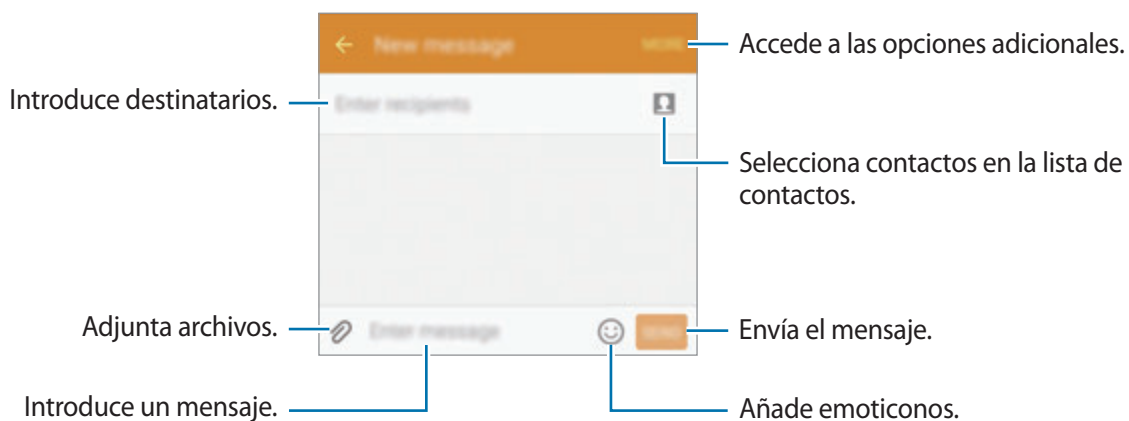 New message
MORE
Accede a las opciones adicionales.
Introduce destinatarios.
Enter recipients
Selecciona contactos en la lista de
contactos.
Adjunta archivos.
Enter message
SEND
Envía el mensaje.
Introduce un mensaje.
Añade emoticonos.